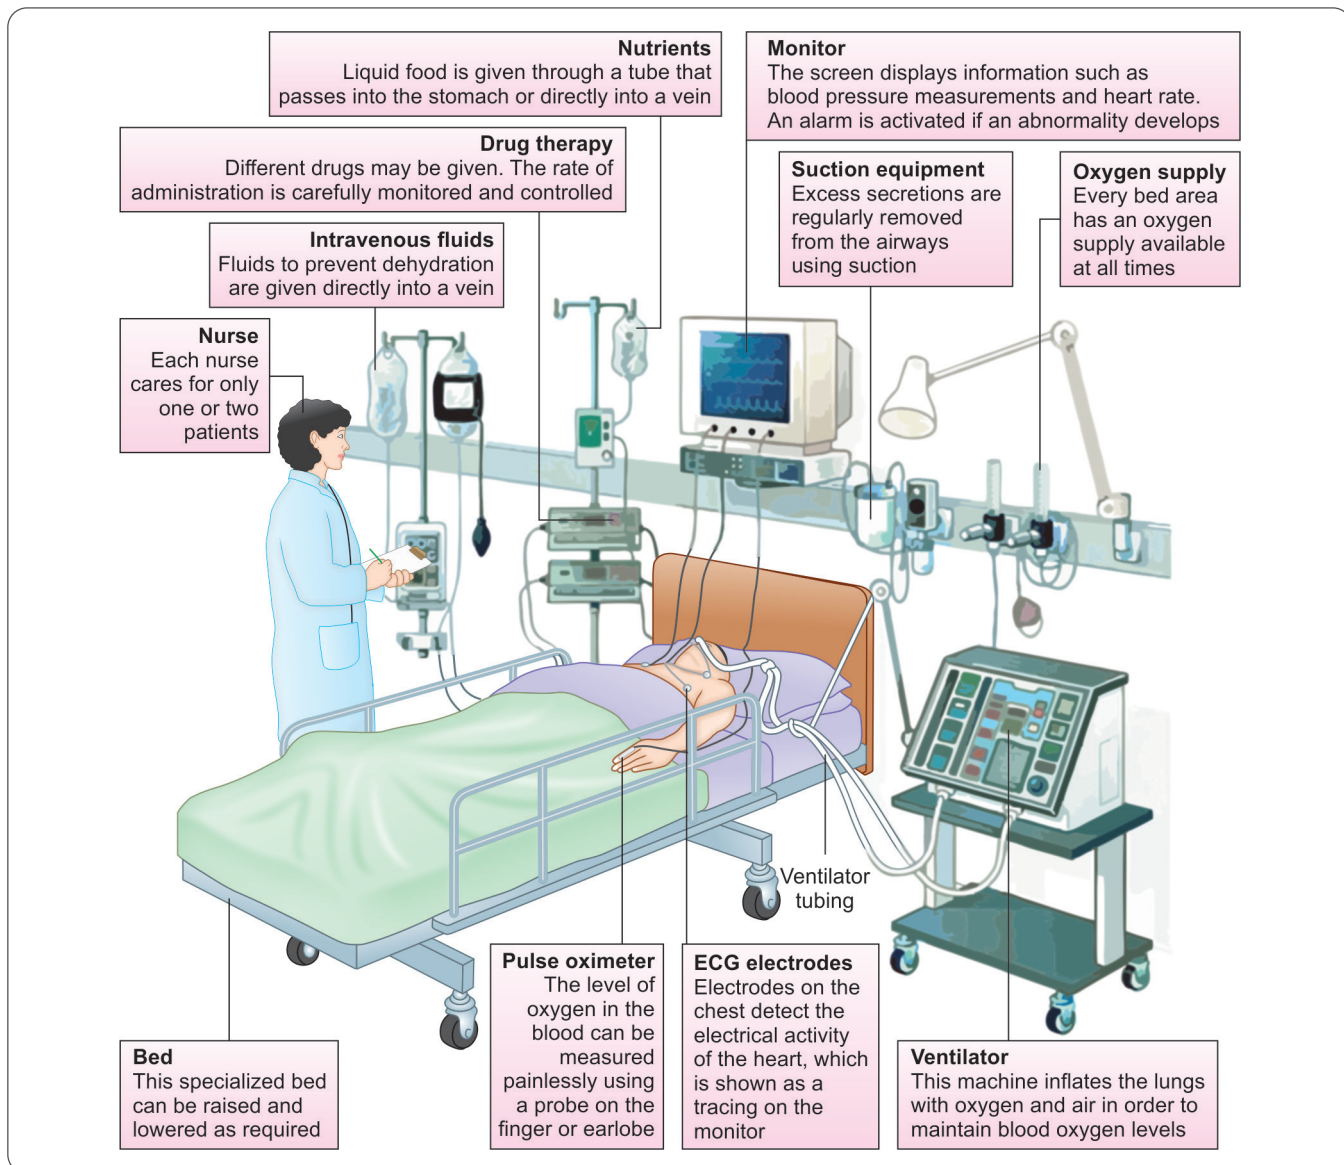 Nutrients
Liquid food is given through a tube that
passes into the stomach or directly into a vein
Monitor
The screen displays information such as
blood pressure measurements and heart rate.
An alarm is activated if an abnormality develops
Drug therapy
Different drugs may be given. The rate of
administration is carefully monitored and controlled
Suction equipment
Excess secretions are
regularly removed
from the airways
using suction
Oxygen supply
Every bed area
has an oxygen
supply available
at all times
Intravenous fluids
Fluids to prevent dehydration
are given directly into a vein
Nurse
Each nurse
cares for only
one or two
patients
Ventilator
tubing
Pulse oximeter
The level of
oxygen in the
blood can be
measured
painlessly using
a probe on the
finger or earlobe
ECG electrodes
Electrodes on the
chest detect the
electrical activity
of the heart, which
is shown as a
tracing on the
monitor
Bed
This specialized bed
can be raised and
lowered as required
Ventilator
This machine inflates the lungs
with oxygen and air in order to
maintain blood oxygen levels